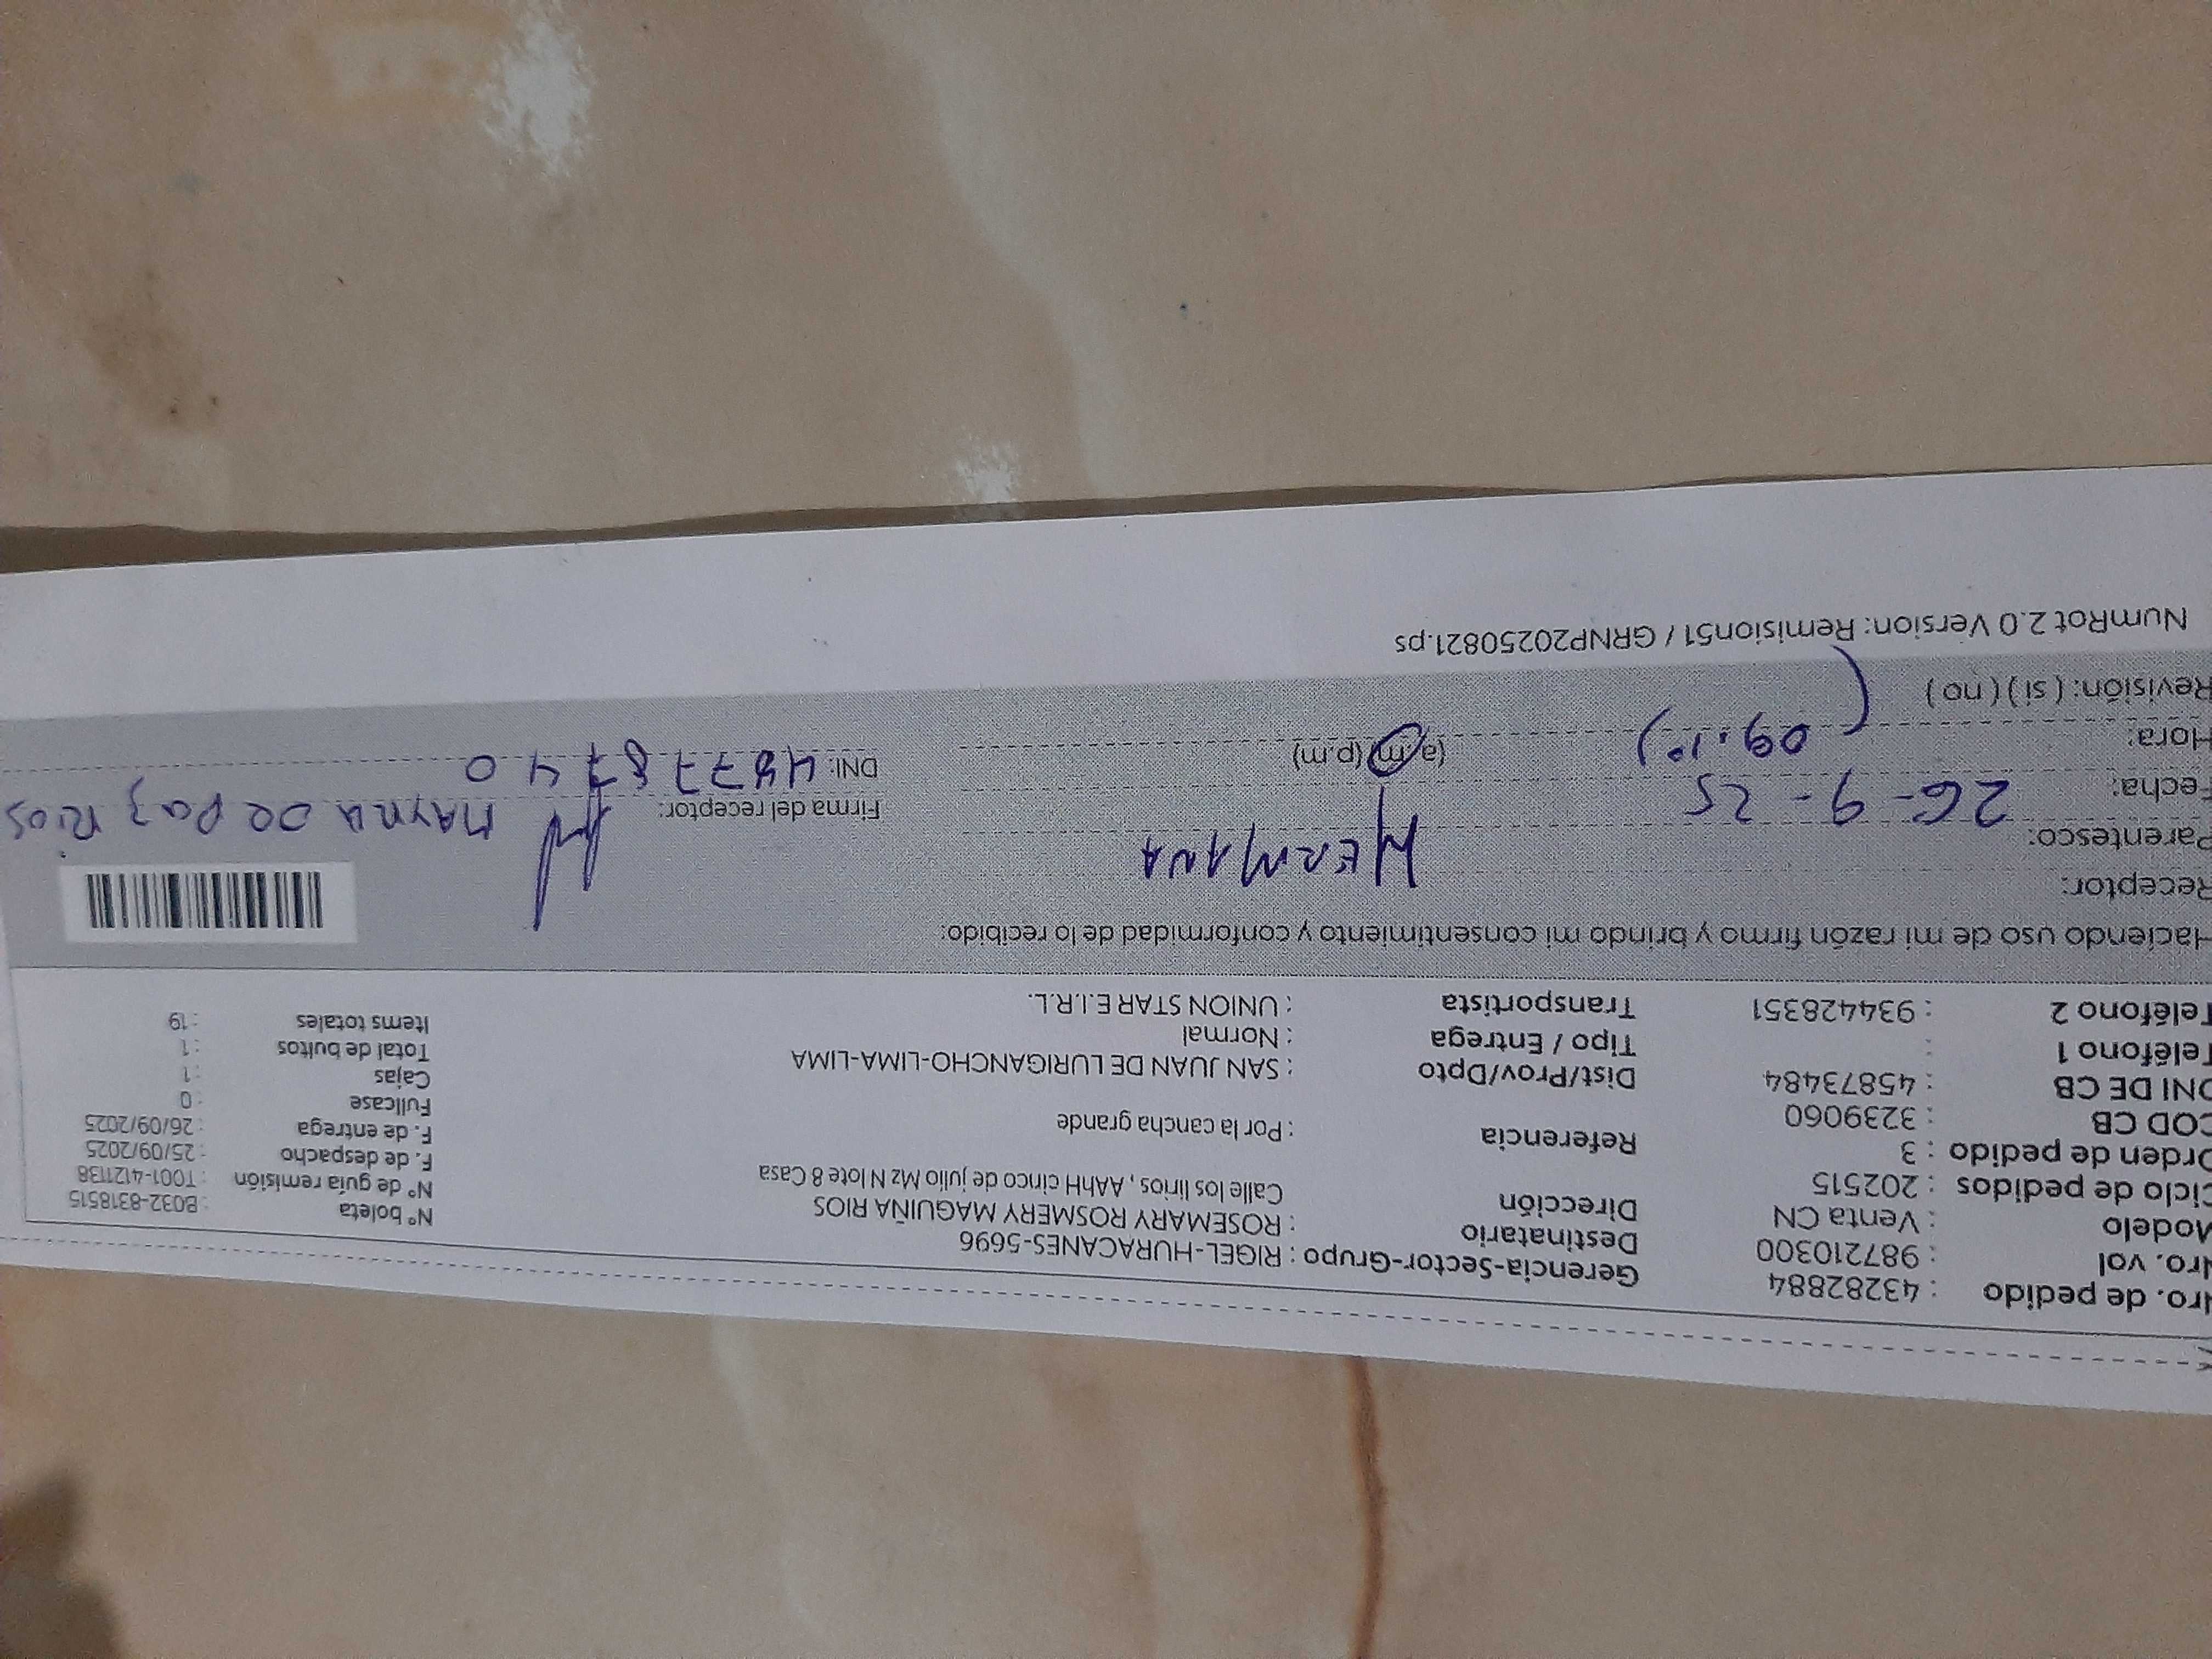 Nro. de pedido : 43282884 Gerencia-Sector-Grupo : RIGEL-HURACANES-5696 N° boleta : B032-8318515
Nro. vol : 987210300 Destinatario : ROSEMARY ROSMERY MAGUIÑA RIOS N° de guía remisión : T001-4121138
Modelo : Venta CN Dirección Calle los lirios , AAhH cinco de julio Mz N lote 8 Casa F. de despacho : 25/09/2025
Ciclo de pedidos : 202515 F. de entrega : 26/09/2025
Orden de pedido : 3 Referencia : Por la cancha grande Fullcase : 0
COD CB : 3239060 Cajas : 1
DNI DE CB : 45873484 Dist/Prov/Dpto : SAN JUAN DE LURIGANCHO-LIMA-LIMA Total de bultos : 1
Teléfono 1 : Tipo / Entrega : Normal Items totales : 19
Teléfono 2 : 934428351 Transportista : UNION STAR E.I.R.L.
Haciendo uso de mi razón firmo y brindo mi consentimiento y conformidad de lo recibido:
Receptor:
Parentesco: HERMANA Firma del receptor: MAYRA DE PAZ RIOS
Fecha: 26-9-25 DNI:
Hora: 09:10 (a.m) (p.m)
Revisión: ( si ) ( no )
NumRot 2.0 Version: Remision51 / GRNP20250821.ps